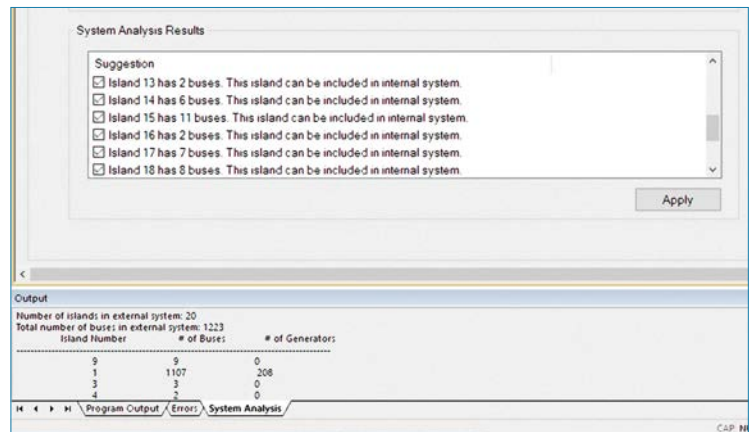 System Analysis Results
Suggestion
Island 13 has 2 buses. This island can be included in internal system.
Island 14 has 6 buses. This island can be included in internal system.
Island 15 has 11 buses. This island can be included in internal system.
Island 16 has 2 buses. This island can be included in internal system.
Island 17 has 7 buses. This island can be included in internal system.
Island 18 has 8 buses. This island can be included in internal system.
Apply
Output
Number of islands in external system: 20
Total number of buses in external system: 1223
Island Number # of Buses # of Generators
9 9 0
1 1107 208
3 3 0
4 2 0
Program Output Errors System Analysis
CAP